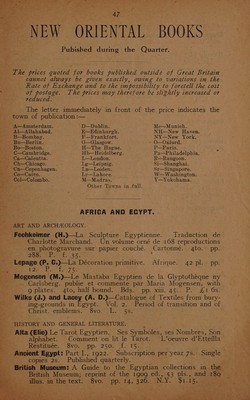 47
NEW ORIENTAL BOOKS
Published during the Quarter.
The prices quoted for books published outside of Great Britain
cannot always be given exactly, owing to variations in the
Rate of Exchange and to the impossibility to foretell the cost
of postage. The prices may therefore be slightly increased or
reduced.
The letter immediately in front of the price indicates the
town of publication :—
A—Amsterdam. D—Dublin. Mc—Munich.
Al—Allahabad. E—Edinburgh. NH—New Haven.
B—Bombay. F—Frankfort. NY—New York.
Bn—Berlin. G—Glasgow. O—Oxford.
Bo—Boston. H—The Hague. P—Paris.
C—Cambridge. Hb—Heidelberg. Pa—Philadelphia.
Ca—Calcutta. L—London. R—Rangoon.
Ch—Chicago. Lg—Leipzig. S—Shanghai.
Co—Copenhagen. Le—Leyden. Sg—Singapore.
Cr—Cairo. Lh—Lahore. W—Washington.
Col—Colombo. M—Madras. Y—Yokohama.
Other Towns in full.
AFRICA AND EGYPT.
ART AND ARCHÆOLOGY.
Fechheimer (H.)—La Sculpture Egyptienne. Traduction de
Charlotte Marchand. Un volume orné de 168 reproductions
en photogravure sur papier couché. Cartonné. 4to. pp.
288. P. f. 35.
Lepage (P. C.)—La Décoration primitive. Afrique. 42 pl. pp.
12. P. f. 75.
Mogensen (M.)—Le Mastaba Egyptien de la Glyptothèque ny
Carlsberg, publié et commenté par Maria Mogensen, with
9 plates. 4to, half bound. Bds. pp. xiii. 45. P. £1 6s.
Wilks (J.) and Lacey (A. D.)—Catalogue of Textiles from bury-
ing-grounds in Egypt. Vol. 2. Period of transition and of
Christ. emblems. 8vo. L. 5s.
HISTORY AND GENERAL LITERATURE.
Alta (Elie) Le Tarot Egyptien. Ses Symboles, ses Nombres, Son
alphabet. Comment on lit le Tarot. L'œuvre d'Etteilla
Restituée. 8vo. pp. 250. f. 15.
Ancient Egypt: Part I., 1922. Subscription per year 7s. Single
copies 2s. Published quarterly.
British Museum: A Guide to the Egyptian collections in the
British Museum; reprint of the 1909 ed., 53 pls., and 180
illus. in the text. 8vo. pp. 14, 326. N.Y. $1.15.